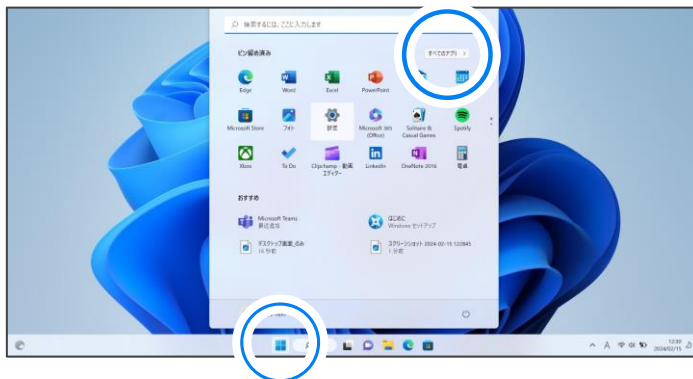 検索するには、ここに入力します
ピン留め済み
すべてのアプリ >
Edge
Word
Excel
PowerPoint
Microsoft Store
フォト
設定
Microsoft 365
(Office)
Solitaire &
Casual Games
Spotify
Xbox
To Do
Clipchamp - 動画
エディター
LinkedIn
OneNote 2016
電卓
おすすめ
Microsoft Teams
最近追加
はじめに
Windows セットアップ
デスクトップ画面_のみ
16 分前
スクリーンショット 2024-02-15 122845
1 分前
A
12:30
2024/02/15